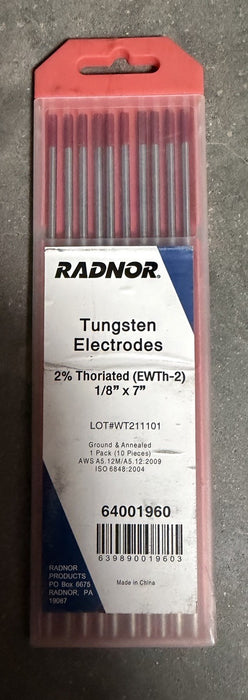 RADNOR®
Tungsten
Electrodes
2% Thoriated (EWTh-2)
1/8" x 7"
LOT#WT211101
Ground & Annealed
1 Pack (10 Pieces)
AWS A5.12M/A5.12:2009
ISO 6848:2004
64001960
639890019603
RADNOR
PRODUCTS
PO Box 6675
RADNOR, PA
19087
Made in China